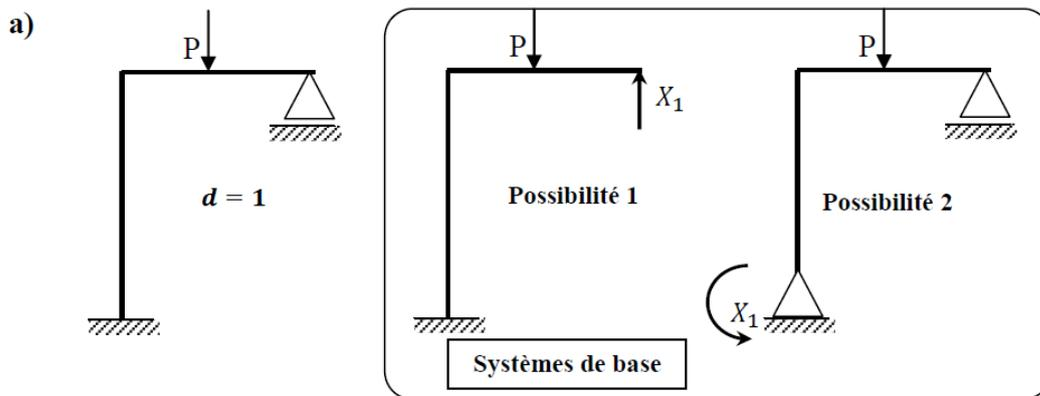 a)
P
d = 1
P
X₁
Possibilité 1
P
Possibilité 2
X₁
Systèmes de base